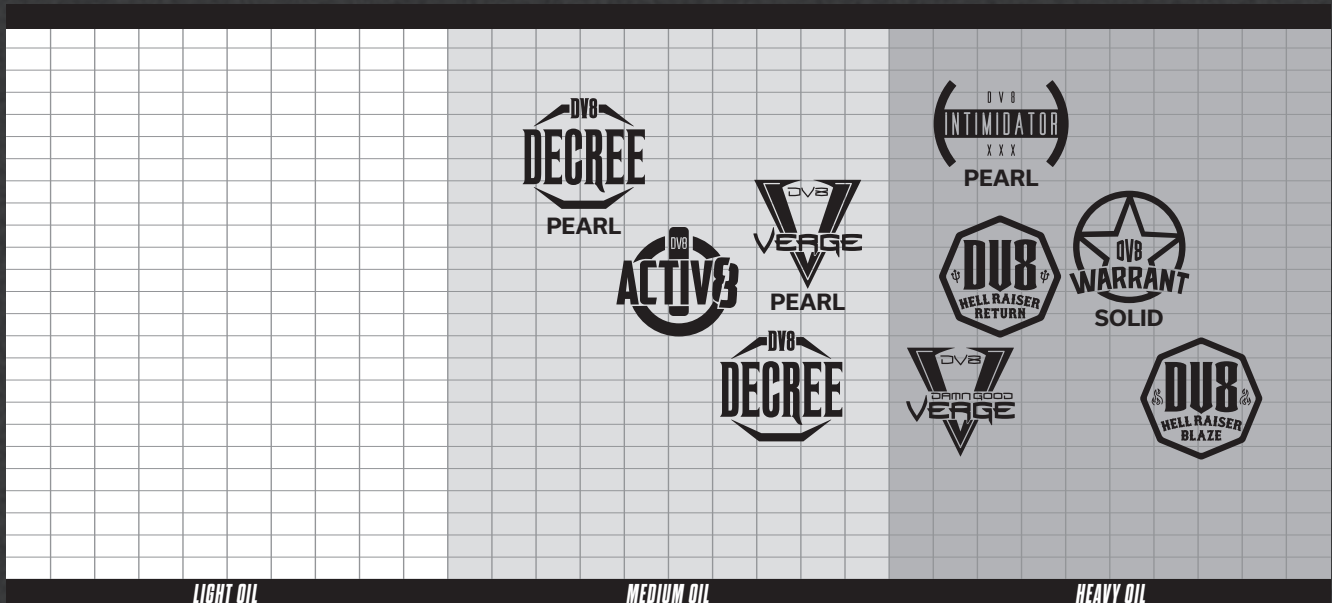 DV8
DECREE
PEARL
DV8
ACTIV8
DV8
VERGE
PEARL
DV8
DECREE
DV8
INTIMIDATOR
XXX
PEARL
DV8
HELL RAISER
RETURN
DV8
WARRANT
SOLID
DV8
DAMN GOOD
VERGE
DV8
HELL RAISER
BLAZE
LIGHT OIL
MEDIUM OIL
HEAVY OIL